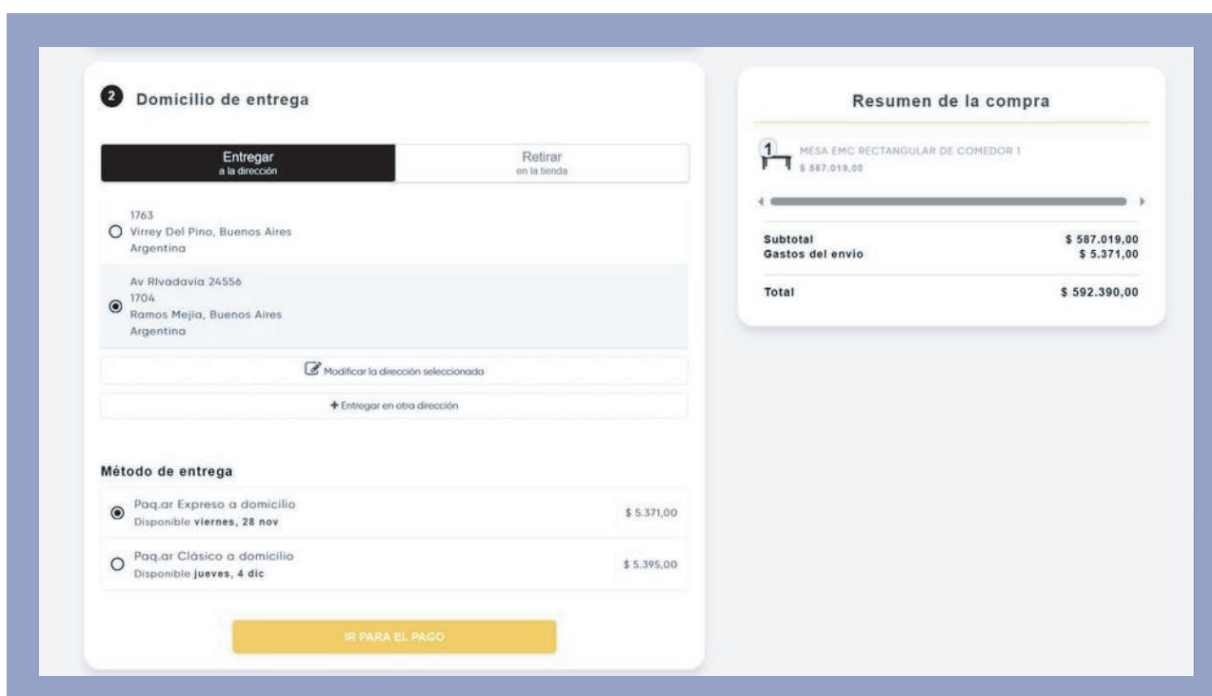 2 Domicilio de entrega
Entregar
a la dirección
Retirar
en la tienda
1763
Virrey Del Pino, Buenos Aires
Argentina
Av RIvadavia 24556
1704
Ramos Mejia, Buenos Aires
Argentina
Modificar la dirección seleccionada
+ Entregar en otra dirección
Método de entrega
Paq.ar Expreso a domicilio
Disponible viernes, 28 nov
$ 5.371,00
Paq.ar Clásico a domicilio
Disponible jueves, 4 dic
$ 5.395,00
IR PARA EL PAGO
Resumen de la compra
1
MESA EMC RECTANGULAR DE COMEDOR 1
$ 587.019,00
Subtotal $ 587.019,00
Gastos del envío $ 5.371,00
Total $ 592.390,00